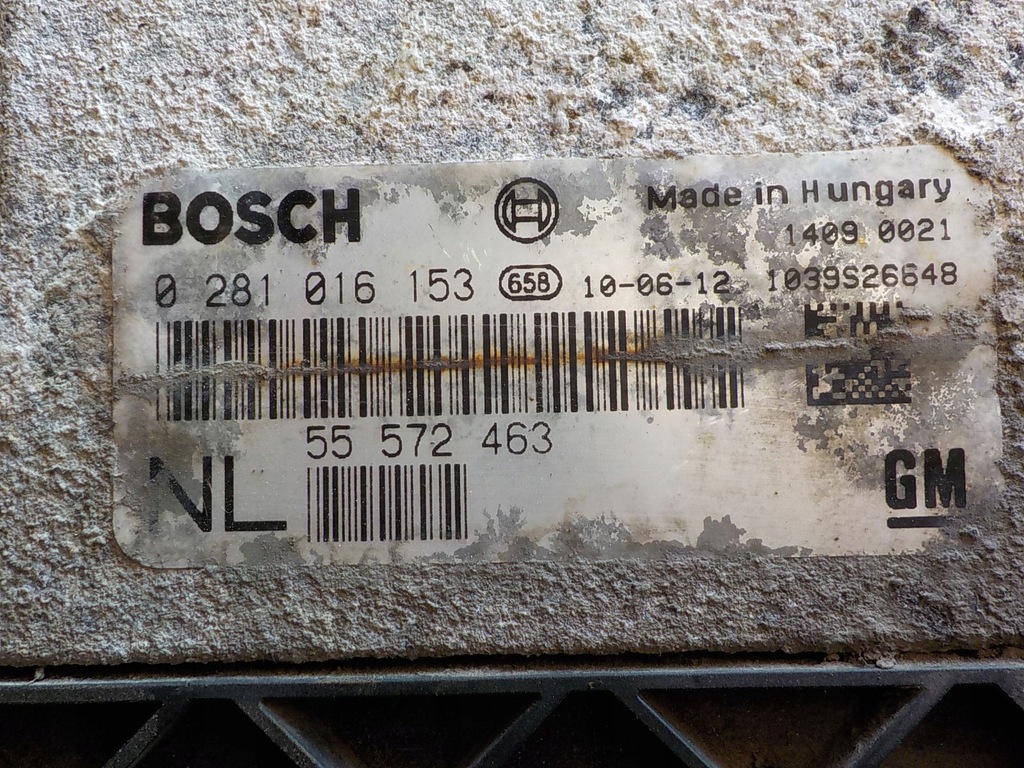 BOSCH Made in Hungary
1409 0021
0 281 016 153 658 10-06-12 1039S26648
55 572 463
NL GM